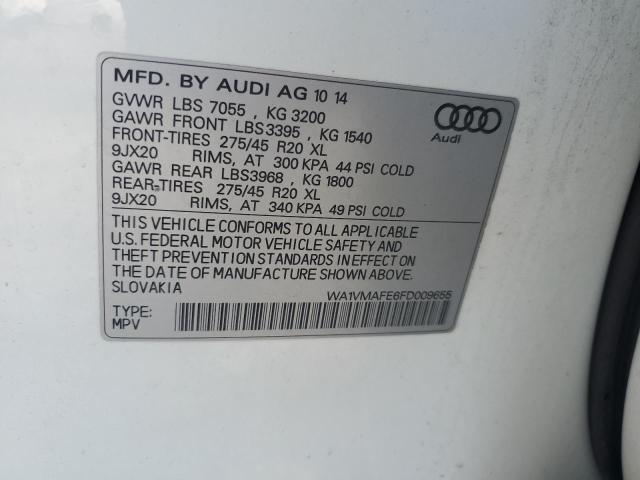 MFD. BY AUDI AG 10 14
GVWR LBS 7055 , KG 3200
GAWR FRONT LBS3395 , KG 1540
FRONT-TIRES 275/45 R20 XL
9JX20 RIMS, AT 300 KPA 44 PSI COLD
GAWR REAR LBS3968 , KG 1800
REAR-TIRES 275/45 R20 XL
9JX20 RIMS, AT 340 KPA 49 PSI COLD
Audi
THIS VEHICLE CONFORMS TO ALL APPLICABLE
U.S. FEDERAL MOTOR VEHICLE SAFETY AND
THEFT PREVENTION STANDARDS IN EFFECT ON
THE DATE OF MANUFACTURE SHOWN ABOVE
SLOVAKIA
WA1VMAFE6FD009655
TYPE:
MPV